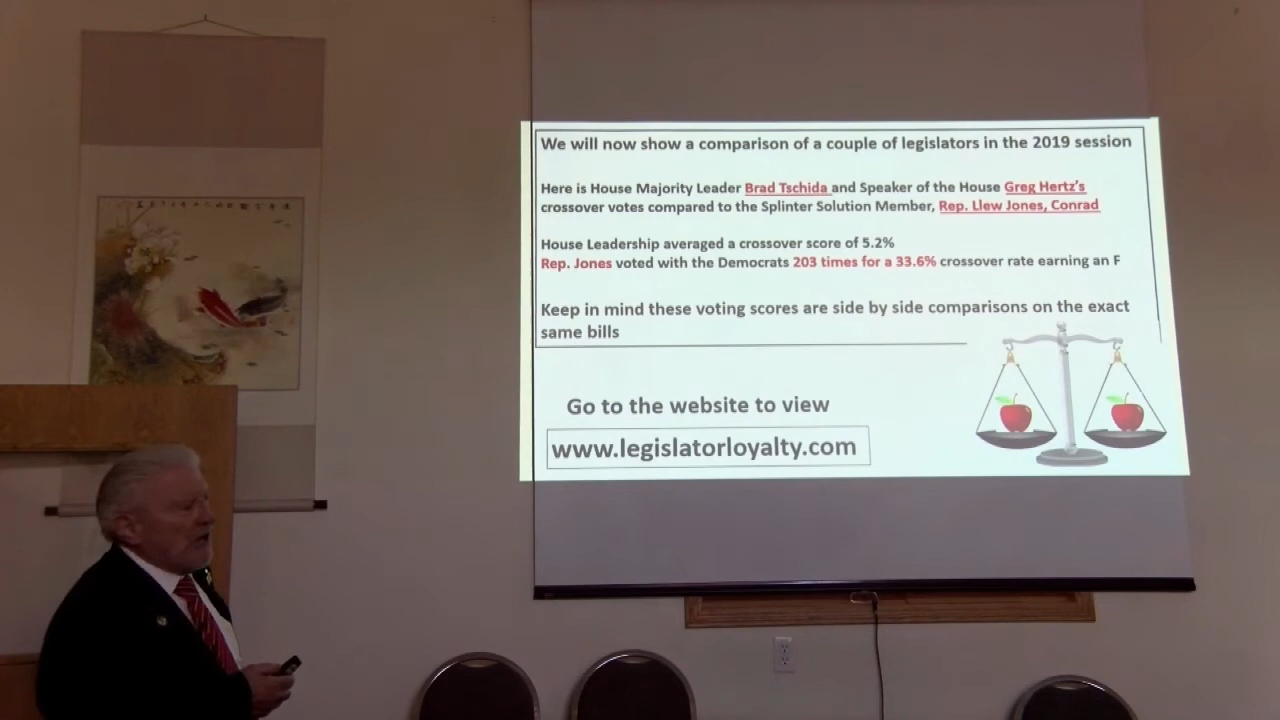 We will now show a comparison of a couple of legislators in the 2019 session
Here is House Majority Leader Brad Tschida and Speaker of the House Greg Hertz's
crossover votes compared to the Splinter Solution Member, Rep. Llew Jones, Conrad
House Leadership averaged a crossover score of 5.2%
Rep. Jones voted with the Democrats 203 times for a 33.6% crossover rate earning an F
Keep in mind these voting scores are side by side comparisons on the exact
same bills
Go to the website to view
www.legislatorloyalty.com